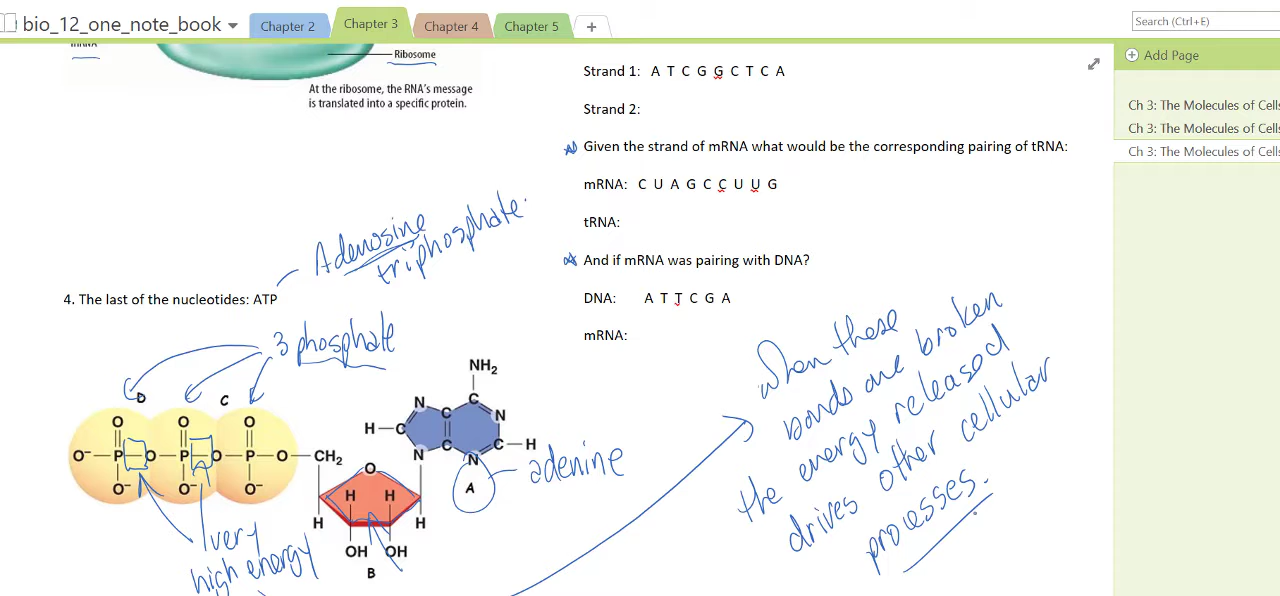 bio_12_one_note_book
Chapter 2
Chapter 3
Chapter 4
Chapter 5
+
Search (Ctrl+E)
Add Page
Ch 3: The Molecules of Cells
Ch 3: The Molecules of Cells
Ch 3: The Molecules of Cells
mRNA
Ribosome
At the ribosome, the RNA's message
is translated into a specific protein.
Strand 1: A T C G G C T C A
Strand 2:
Given the strand of mRNA what would be the corresponding pairing of tRNA:
mRNA: C U A G C C U U G
tRNA:
And if mRNA was pairing with DNA?
DNA: A T T C G A
mRNA:
Adenosine
triphosphate.
4. The last of the nucleotides: ATP
3 phosphate
D
C
O O O
O⁻—P—O—P—O—P—O—CH₂
O⁻ O⁻ O⁻
NH₂
N C N
H—C C
N C C—H
N
A
adenine
O
H H
H H
OH OH
B
very
high energy
When these
bonds are broken
the energy released
drives other cellular
processes.